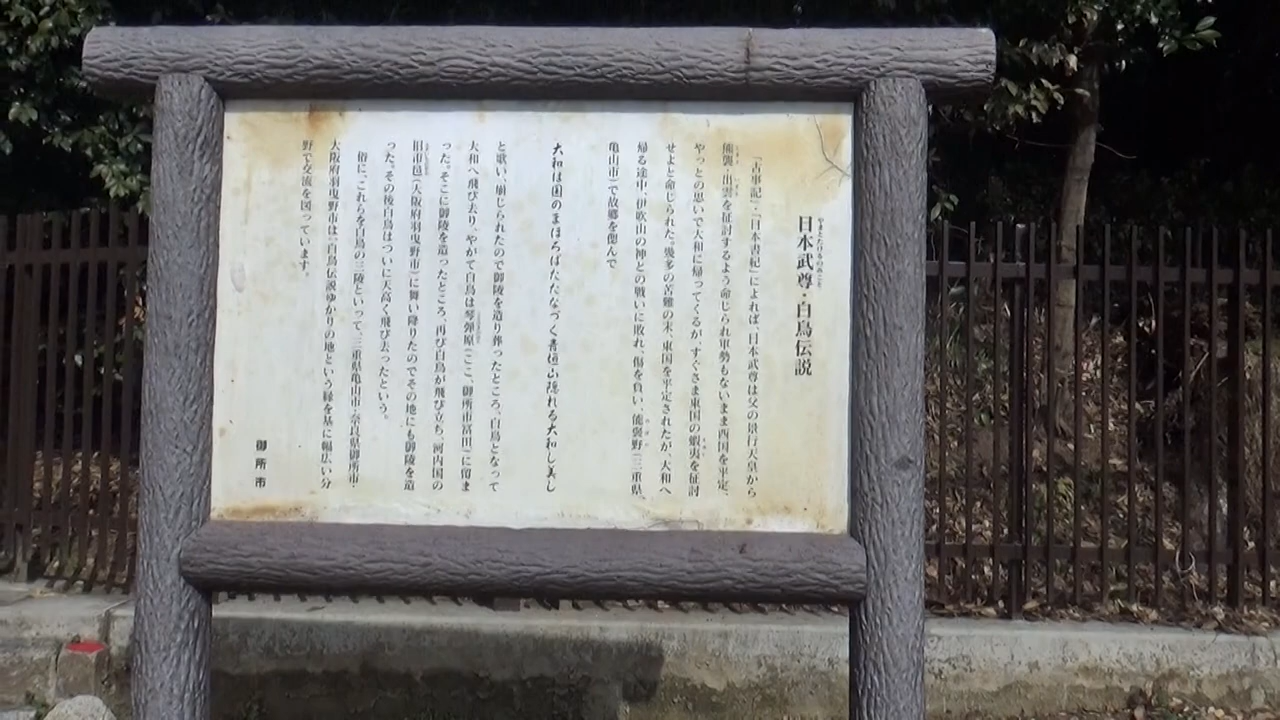 やまとたけるのみこと
日本武尊・白鳥伝説
『古事記』・『日本書紀』によれば、日本武尊は父の景行天皇から
熊襲・出雲を征討するよう命じられ軍勢もないまま西国を平定、
やっとの思いで大和に帰ってくるが、すぐさま東国の蝦夷を征討
せよと命じられた。幾多の苦難の末、東国を平定されたが、大和へ
帰る途中、伊吹山の神との戦いに敗れ、傷を負い、能褒野(三重県
亀山市)で故郷を偲んで
大和は国のまほろばたたなづく青垣山隠れる大和し美し
と歌い、崩じられたので御陵を造り葬ったところ、白鳥となって
大和へ飛び去り、やがて白鳥は琴弾原(ここ、御所市冨田)に留ま
った。そこに御陵を造ったところ、再び白鳥が飛び立ち、河内国の
旧市邑(大阪府羽曳野市)に舞い降りたのでその地にも御陵を造
った。その後白鳥はついに天高く飛び去ったという。
俗に、これらを白鳥の三陵といって、三重県亀山市・奈良県御所市・
大阪府羽曳野市は「白鳥伝説ゆかりの地」という縁を基に幅広い分
野で交流を図っています。
御所市